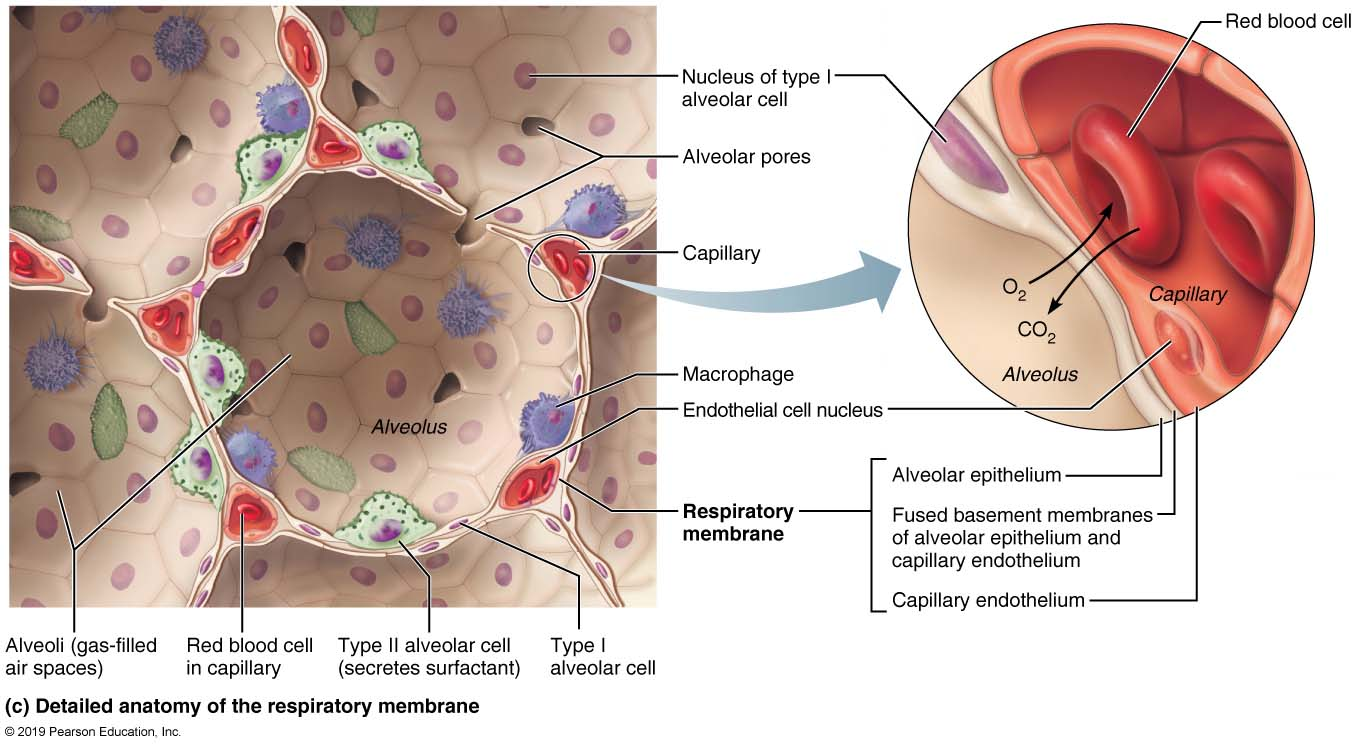 Red blood cell
Nucleus of type I
alveolar cell
Alveolar pores
Capillary
O2
CO2
Capillary
Alveolus
Macrophage
Endothelial cell nucleus
Alveolus
Respiratory
membrane
Alveolar epithelium
Fused basement membranes
of alveolar epithelium and
capillary endothelium
Capillary endothelium
Alveoli (gas-filled
air spaces)
Red blood cell
in capillary
Type II alveolar cell
(secretes surfactant)
Type I
alveolar cell
(c) Detailed anatomy of the respiratory membrane
© 2019 Pearson Education, Inc.